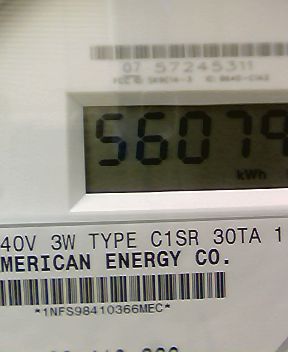 07 57245311
56079
kWh
40V 3W TYPE C1SR 30TA 1
MERICAN ENERGY CO.
*1NFS98410366MEC*